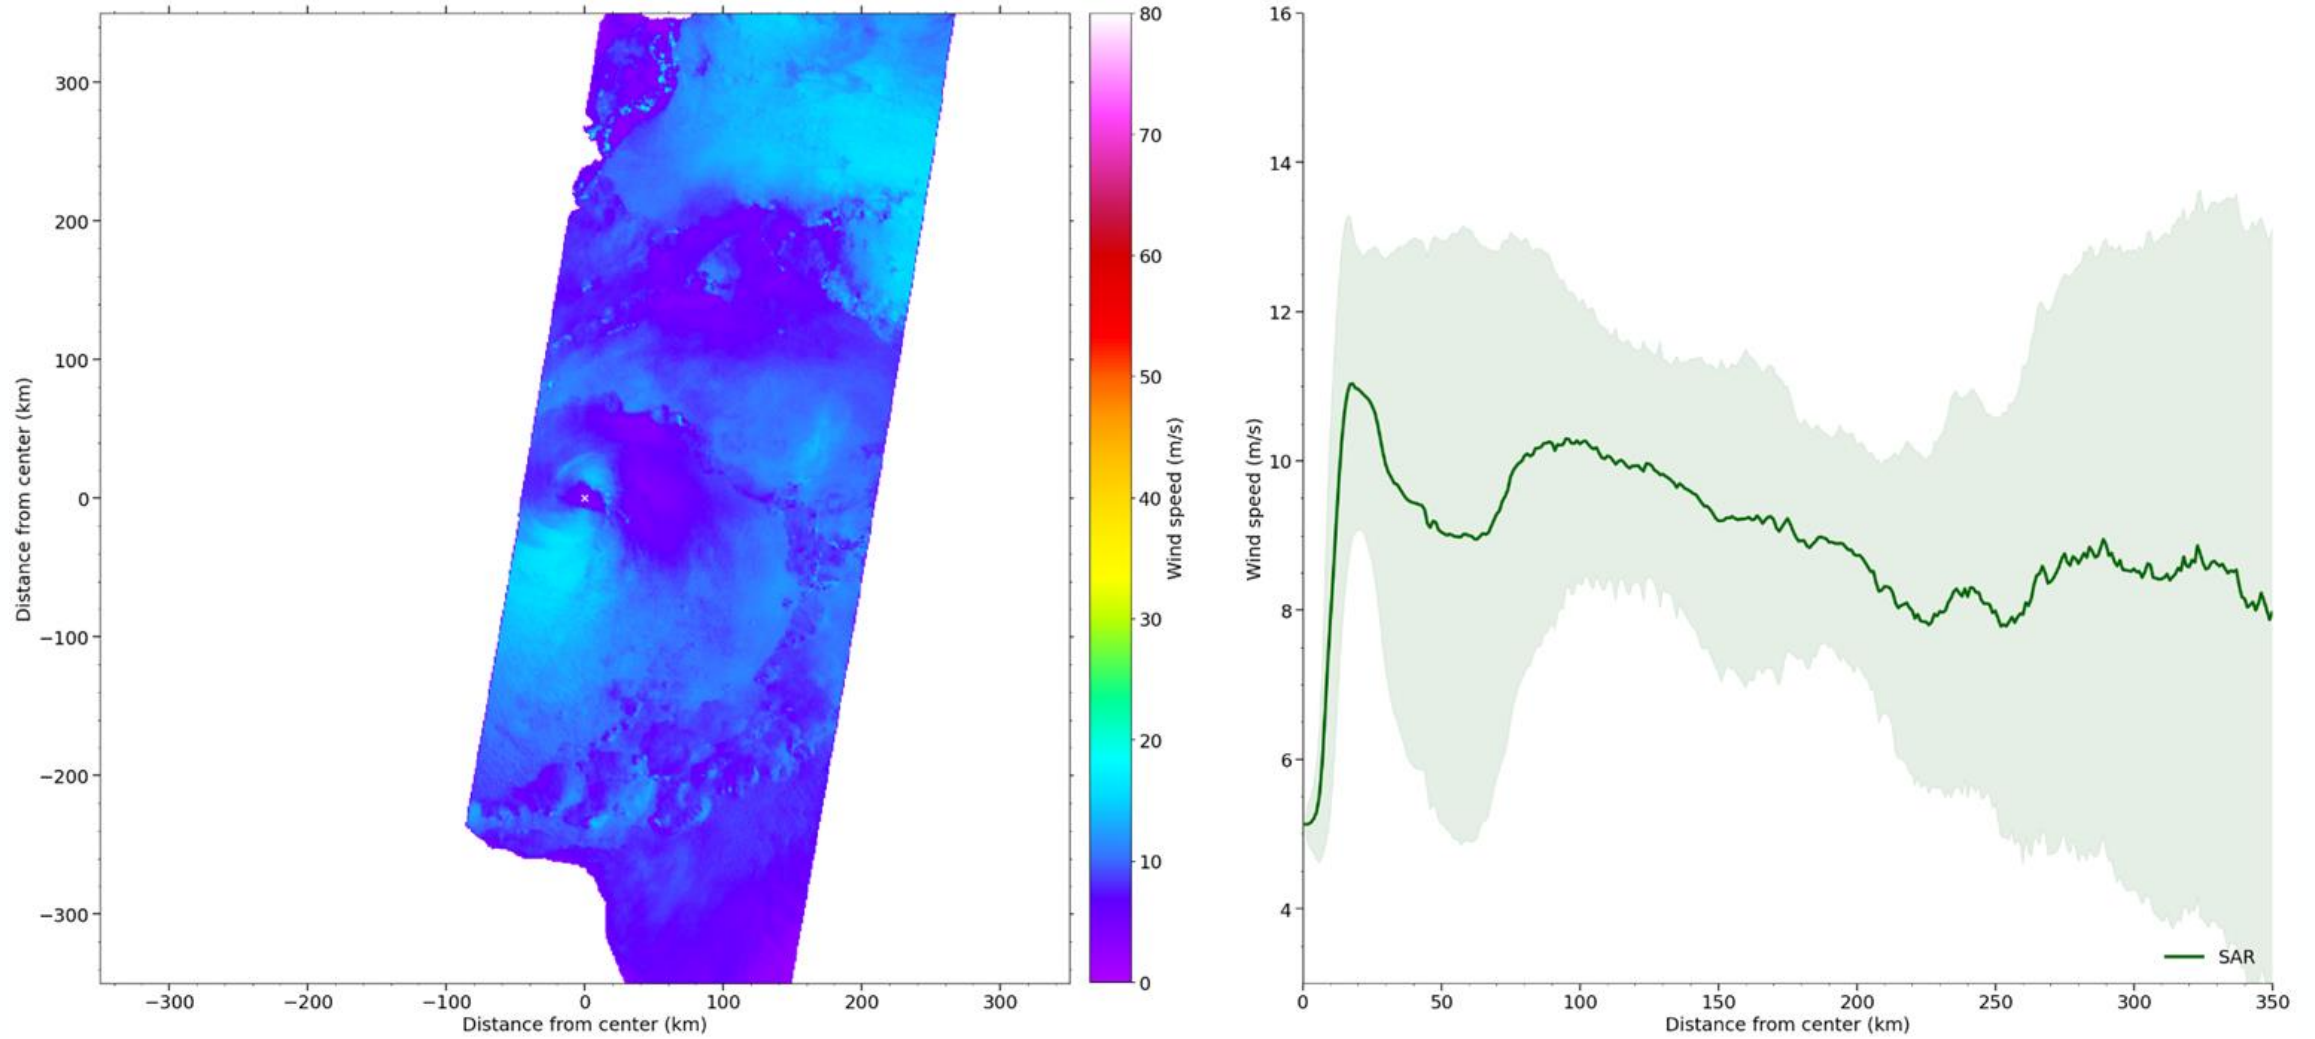 300
200
100
0
−100
−200
−300
Distance from center (km)
−300 −200 −100 0 100 200 300
Distance from center (km)
80
70
60
50
40
30
20
10
0
Wind speed (m/s)
16
14
12
10
8
6
4
Wind speed (m/s)
SAR
0 50 100 150 200 250 300 350
Distance from center (km)